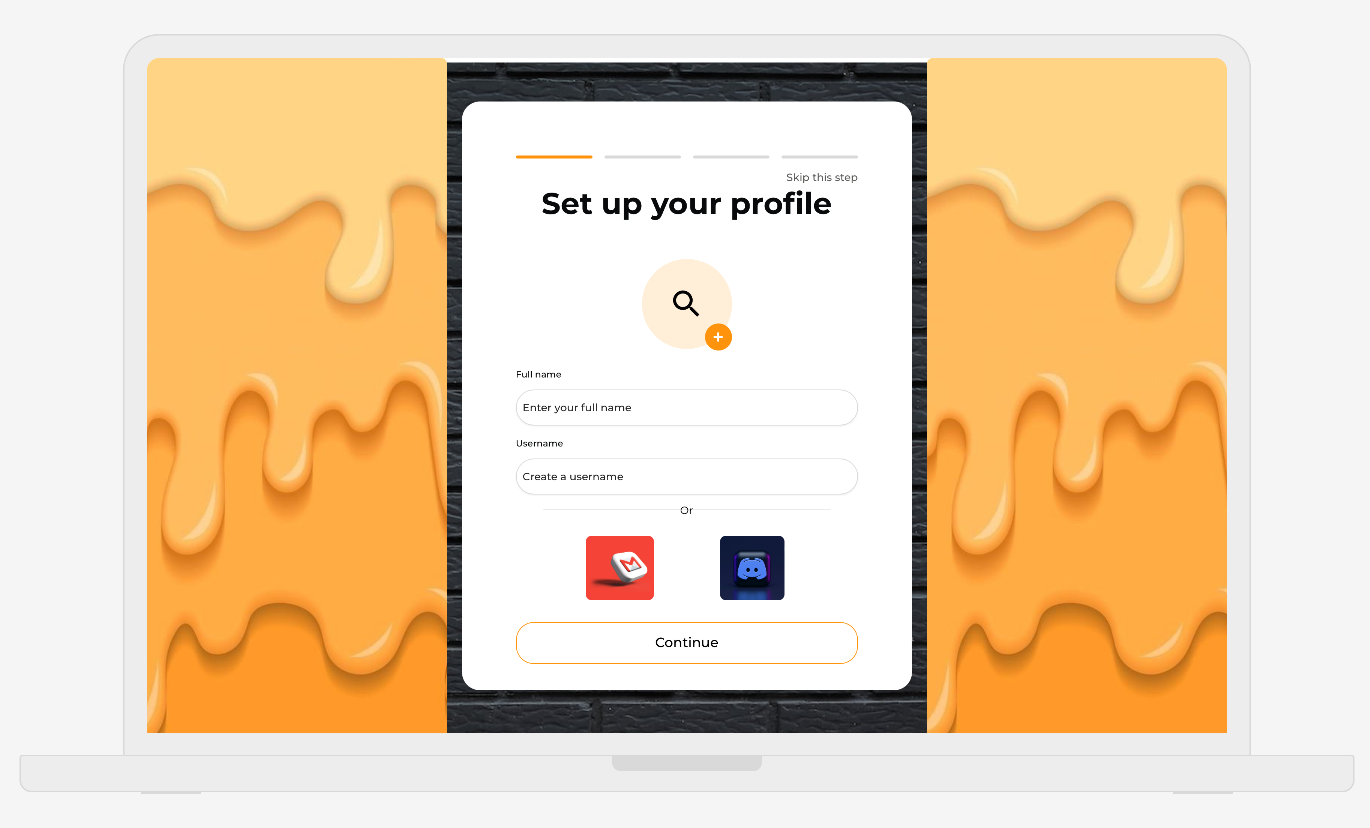 Skip this step
Set up your profile
Full name
Enter your full name
Username
Create a username
Or
Continue